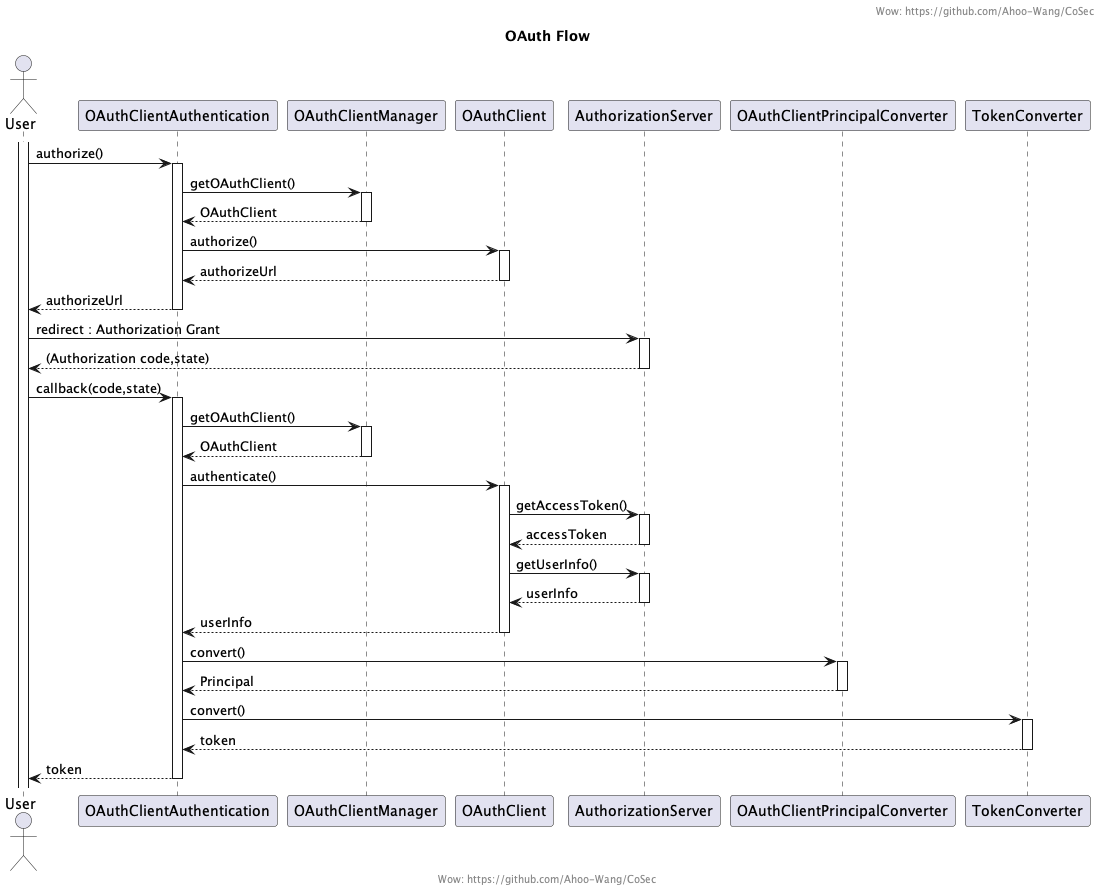 Wow: https://github.com/Ahoo-Wang/CoSec
OAuth Flow
User
OAuthClientAuthentication
OAuthClientManager
OAuthClient
AuthorizationServer
OAuthClientPrincipalConverter
TokenConverter
authorize()
getOAuthClient()
OAuthClient
authorize()
authorizeUrl
authorizeUrl
redirect : Authorization Grant
(Authorization code,state)
callback(code,state)
getOAuthClient()
OAuthClient
authenticate()
getAccessToken()
accessToken
getUserInfo()
userInfo
userInfo
convert()
Principal
convert()
token
token
User
OAuthClientAuthentication
OAuthClientManager
OAuthClient
AuthorizationServer
OAuthClientPrincipalConverter
TokenConverter
Wow: https://github.com/Ahoo-Wang/CoSec